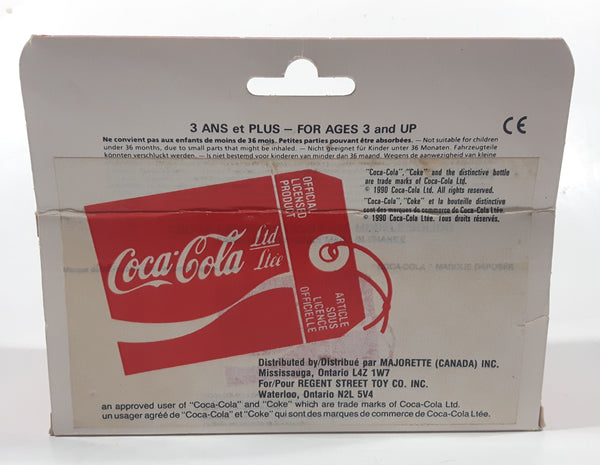 3 ANS et PLUS – FOR AGES 3 and UP
CE
Ne convient pas aux enfants de moins de 36 mois. Petites parties pouvant être absorbées. – Not suitable for children
under 36 months, due to small parts that might be inhaled. – Nicht geeignet für Kinder unter 36 Monaten. Fahrzeugteile
könnten verschluckt werden. – Is niet bestemd voor kinderen van minder dan 36 maand. Wegens de aanwezigheid van kleine
"Coca-Cola", "Coke" and the distinctive bottle
are trade marks of Coca-Cola Ltd.
© 1990 Coca-Cola Ltd. All rights reserved.
"Coca-Cola", "Coke" et la bouteille distinctive
sont des marques de commerce de Coca-Cola Ltée.
© 1990 Coca-Cola Ltée. Tous droits réservés.
OFFICIAL
LICENSED
PRODUCT
Coca-Cola Ltd
Ltée
ARTICLE
SOUS
LICENCE
OFFICIELLE
COCA-COLA" MARQUE DÉPOSÉE
Distributed by/Distribué par MAJORETTE (CANADA) INC.
Mississauga, Ontario L4Z 1W7
For/Pour REGENT STREET TOY CO. INC.
Waterloo, Ontario N2L 5V4
an approved user of "Coca-Cola" and "Coke" which are trade marks of Coca-Cola Ltd.
un usager agréé de "Coca-Cola" et "Coke" qui sont des marques de commerce de Coca-Cola Ltée.